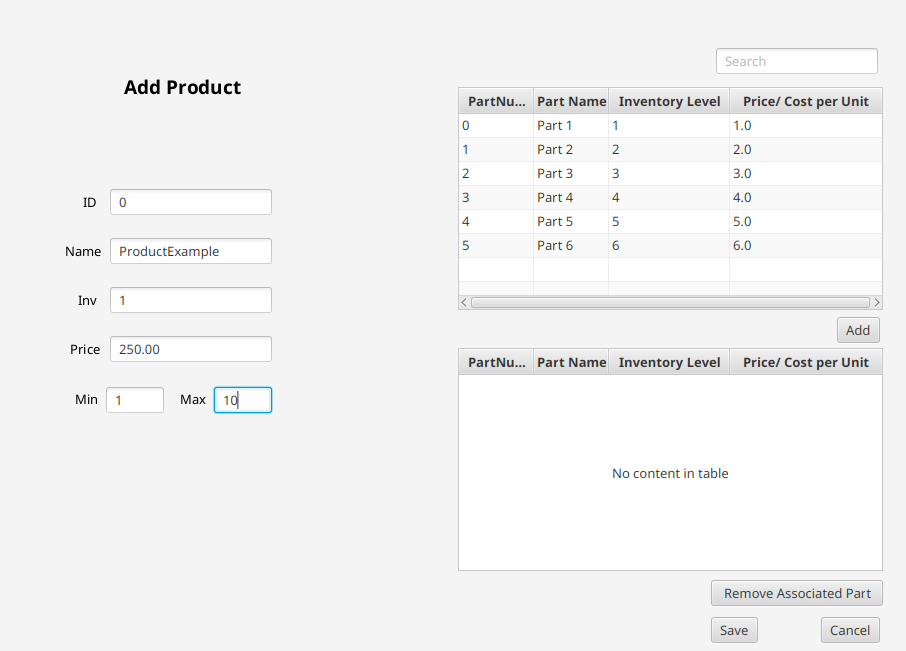 Search
Add Product
PartNu... Part Name Inventory Level Price/ Cost per Unit
0 Part 1 1 1.0
1 Part 2 2 2.0
2 Part 3 3 3.0
3 Part 4 4 4.0
4 Part 5 5 5.0
5 Part 6 6 6.0
ID 0
Name ProductExample
Inv 1
Price 250.00
Min 1 Max 10
Add
PartNu... Part Name Inventory Level Price/ Cost per Unit
No content in table
Remove Associated Part
Save Cancel